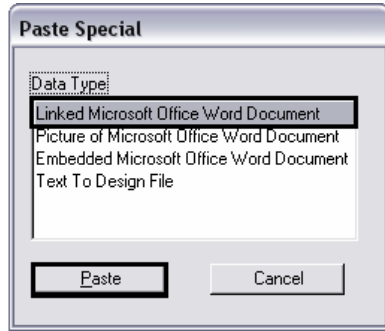 Paste Special
Data Type
Linked Microsoft Office Word Document
Picture of Microsoft Office Word Document
Embedded Microsoft Office Word Document
Text To Design File
Paste
Cancel